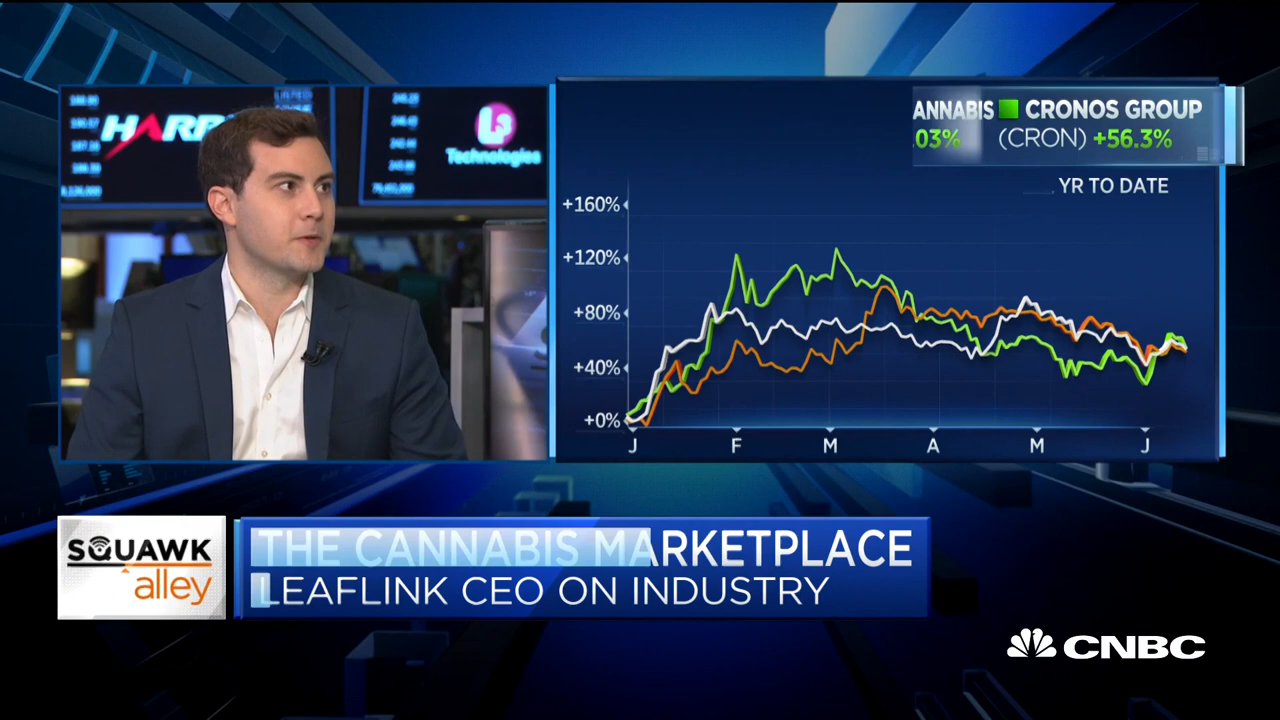 HARRI
Technologies
ANNABIS CRONOS GROUP
.03% (CRON) +56.3%
YR TO DATE
+160%
+120%
+80%
+40%
+0%
J F M A M J
SQUAWK
alley
THE CANNABIS MARKETPLACE
LEAFLINK CEO ON INDUSTRY
CNBC